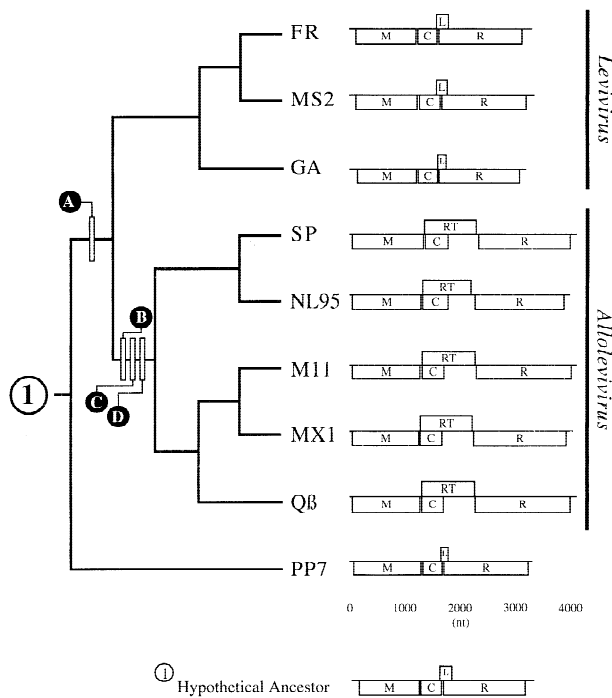 FR
L
M C R
MS2
L
M C R
GA
L
M C R
Levivirus
A
SP
RT
M C R
NL95
RT
M C R
B
C
D
M11
RT
M C R
1
MX1
RT
M C R
Qß
RT
M C R
Allolevivirus
PP7
L
M C R
0 1000 2000 3000 4000
(nt)
1
Hypothetical Ancestor
L
M C R